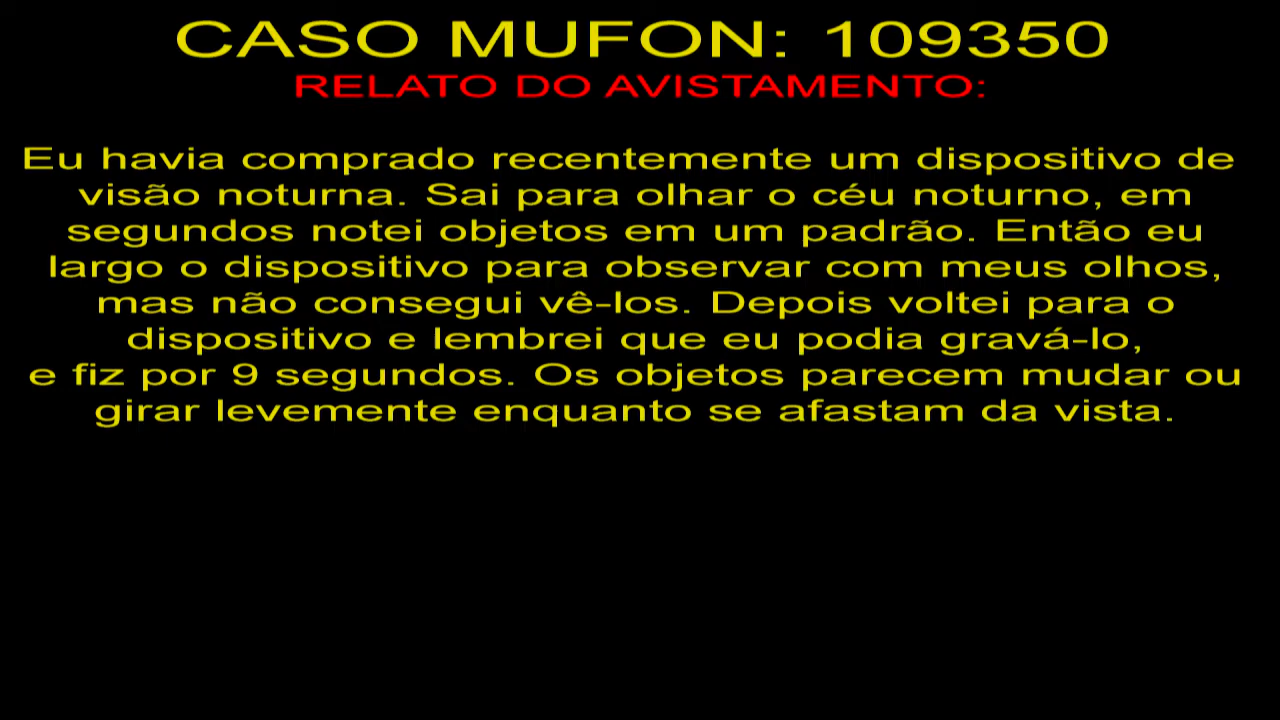 CASO MUFON: 109350
RELATO DO AVISTAMENTO:
Eu havia comprado recentemente um dispositivo de
visão noturna. Sai para olhar o céu noturno, em
segundos notei objetos em um padrão. Então eu
largo o dispositivo para observar com meus olhos,
mas não consegui vê-los. Depois voltei para o
dispositivo e lembrei que eu podia gravá-lo,
e fiz por 9 segundos. Os objetos parecem mudar ou
girar levemente enquanto se afastam da vista.